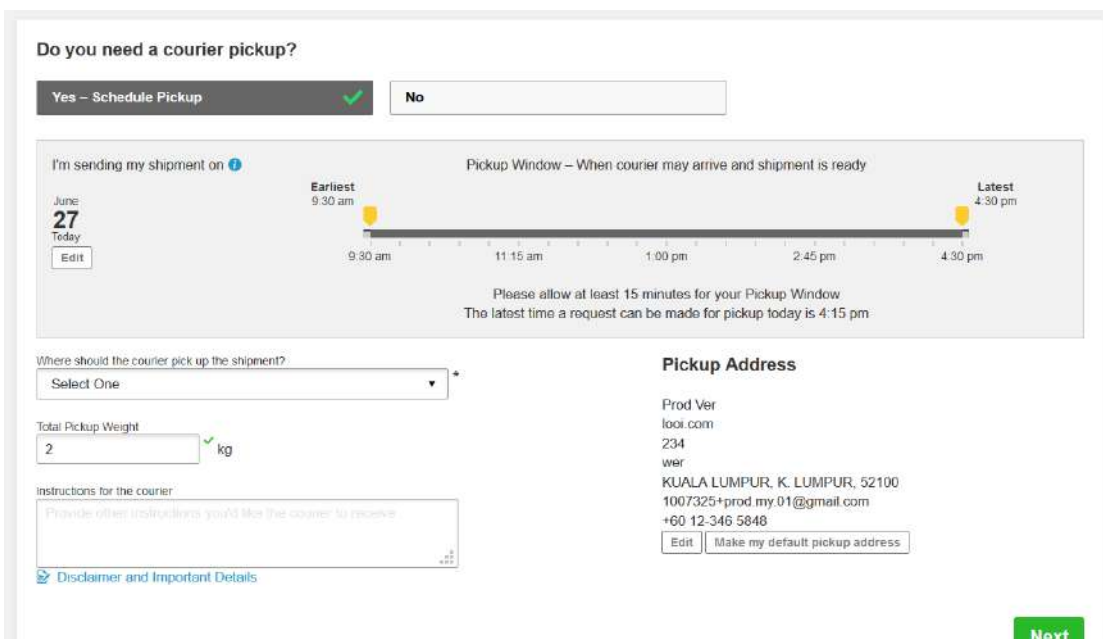 Do you need a courier pickup?
Yes – Schedule Pickup
No
I'm sending my shipment on
Pickup Window – When courier may arrive and shipment is ready
Earliest
9:30 am
Latest
4:30 pm
June
27
Today
Edit
9:30 am 11:15 am 1:00 pm 2:45 pm 4:30 pm
Please allow at least 15 minutes for your Pickup Window
The latest time a request can be made for pickup today is 4:15 pm
Where should the courier pick up the shipment?
Select One
*
Total Pickup Weight
2
kg
Instructions for the courier
Provide other instructions you'd like the courier to receive
Disclaimer and Important Details
Pickup Address
Prod Ver
looi.com
234
wer
KUALA LUMPUR, K. LUMPUR, 52100
1007325+prod.my.01@gmail.com
+60 12-346 5848
Edit
Make my default pickup address
Next